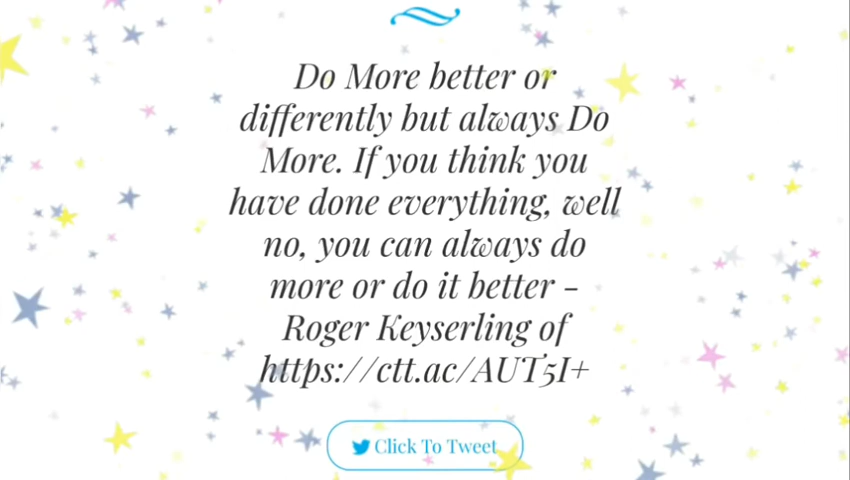 Do More better or
differently but always Do
More. If you think you
have done everything, well
no, you can always do
more or do it better -
Roger Keyserling of
https://ctt.ac/AUT5I+
Click To Tweet